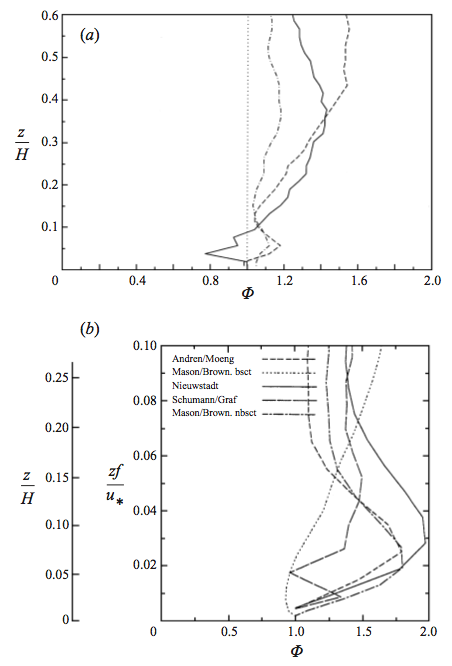 (a)
0.6
0.5
0.4
z
H
0.3
0.2
0.1
0 0.4 0.8 1.2 1.6 2.0
Φ
(b)
0.10
Andren/Moeng
Mason/Brown. bsct
Nieuwstadt
Schumann/Graf
Mason/Brown. nbsct
0.25
0.08
0.20
0.06
z
H
0.15
zf
u*
0.04
0.10
0.05
0.02
0
0 0.5 1.0 1.5 2.0
Φ